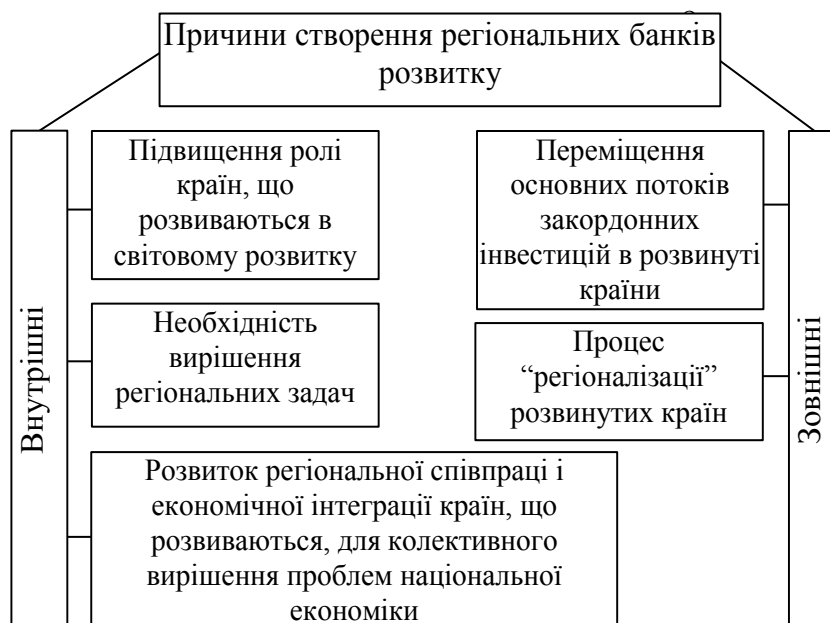 Причини створення регіональних банків
розвитку
Внутрішні
Підвищення ролі
країн, що
розвиваються в
світовому розвитку
Необхідність
вирішення
регіональних задач
Розвиток регіональної співпраці і
економічної інтеграції країн, що
розвиваються, для колективного
вирішення проблем національної
економіки
Зовнішні
Переміщення
основних потоків
закордонних
інвестицій в розвинуті
країни
Процес
“регіоналізації”
розвинутих країн